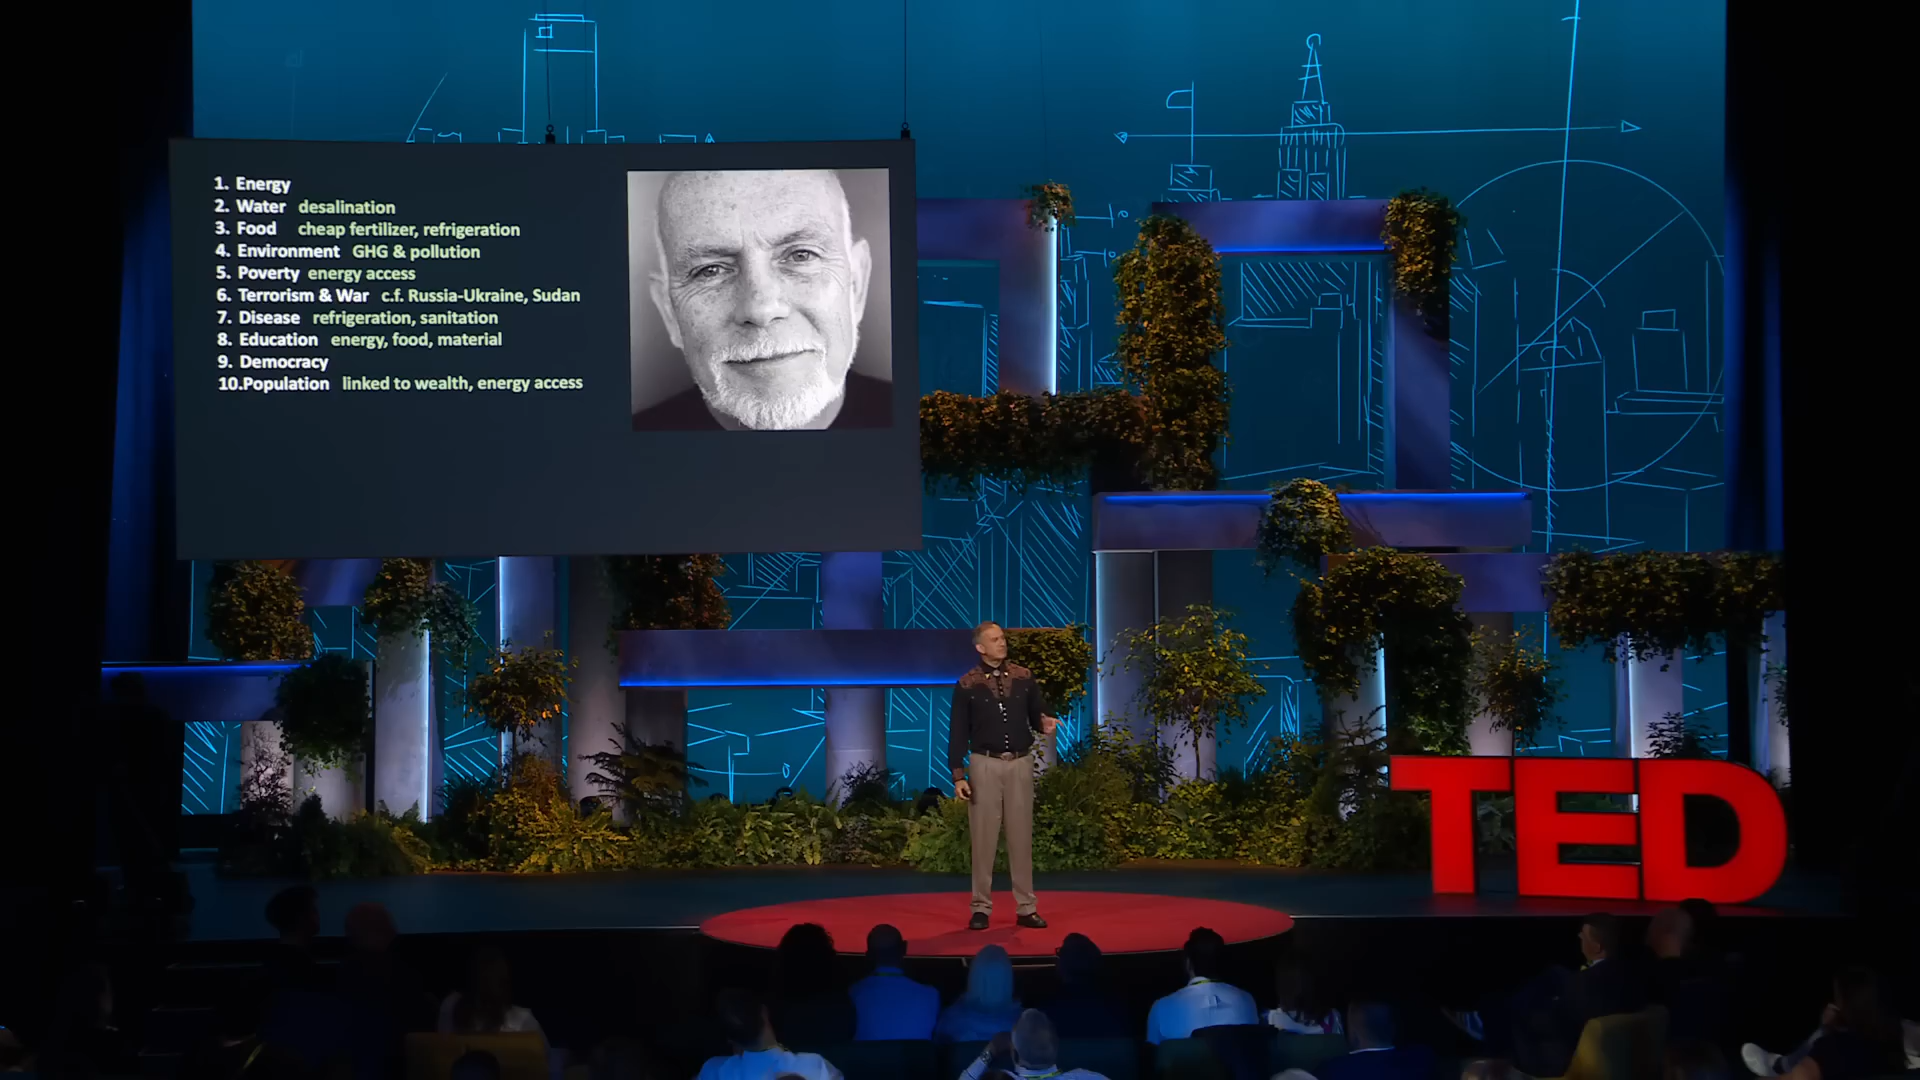 1. Energy
2. Water desalination
3. Food cheap fertilizer, refrigeration
4. Environment GHG & pollution
5. Poverty energy access
6. Terrorism & War c.f. Russia-Ukraine, Sudan
7. Disease refrigeration, sanitation
8. Education energy, food, material
9. Democracy
10.Population linked to wealth, energy access
TED